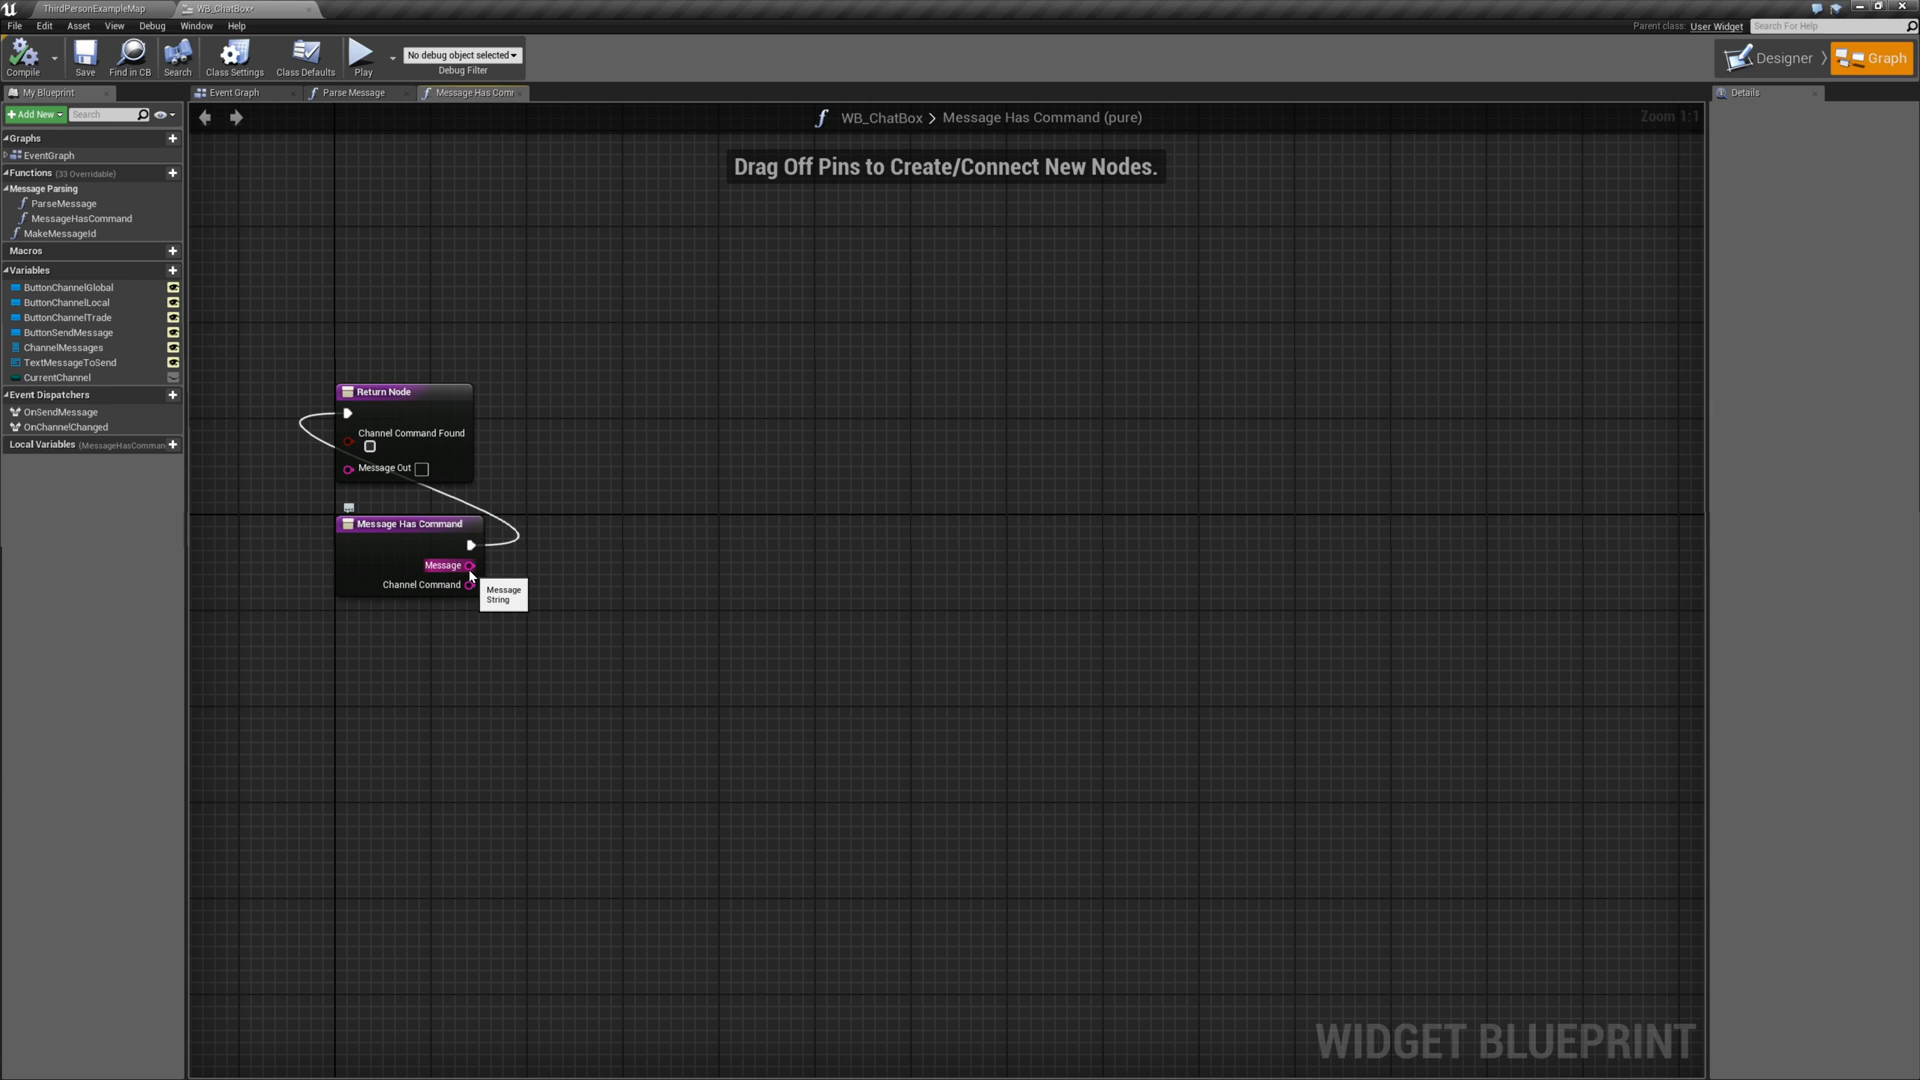 ThirdPersonExampleMap
WB_ChatBox*
File Edit Asset View Window Debug Window Help
Parent class: User Widget
Search For Help
Compile
Save
Find in CB
Search
Class Settings
Class Defaults
Play
No debug object selected
Debug Filter
Designer
Graph
My Blueprint
Event Graph
Parse Message
Message Has Comm
Details
Add New
Search
WB_ChatBox > Message Has Command (pure)
Zoom 1:1
Drag Off Pins to Create/Connect New Nodes.
Graphs
EventGraph
Functions (33 Overridable)
Message Parsing
ParseMessage
MessageHasCommand
MakeMessageId
Macros
Variables
ButtonChannelGlobal
ButtonChannelLocal
ButtonChannelTrade
ButtonSendMessage
ChannelMessages
TextMessageToSend
CurrentChannel
Event Dispatchers
OnSendMessage
OnChannelChanged
Local Variables (MessageHasComman
Return Node
Channel Command Found
Message Out
Message Has Command
Message
Channel Command
Message
String
WIDGET BLUEPRINT